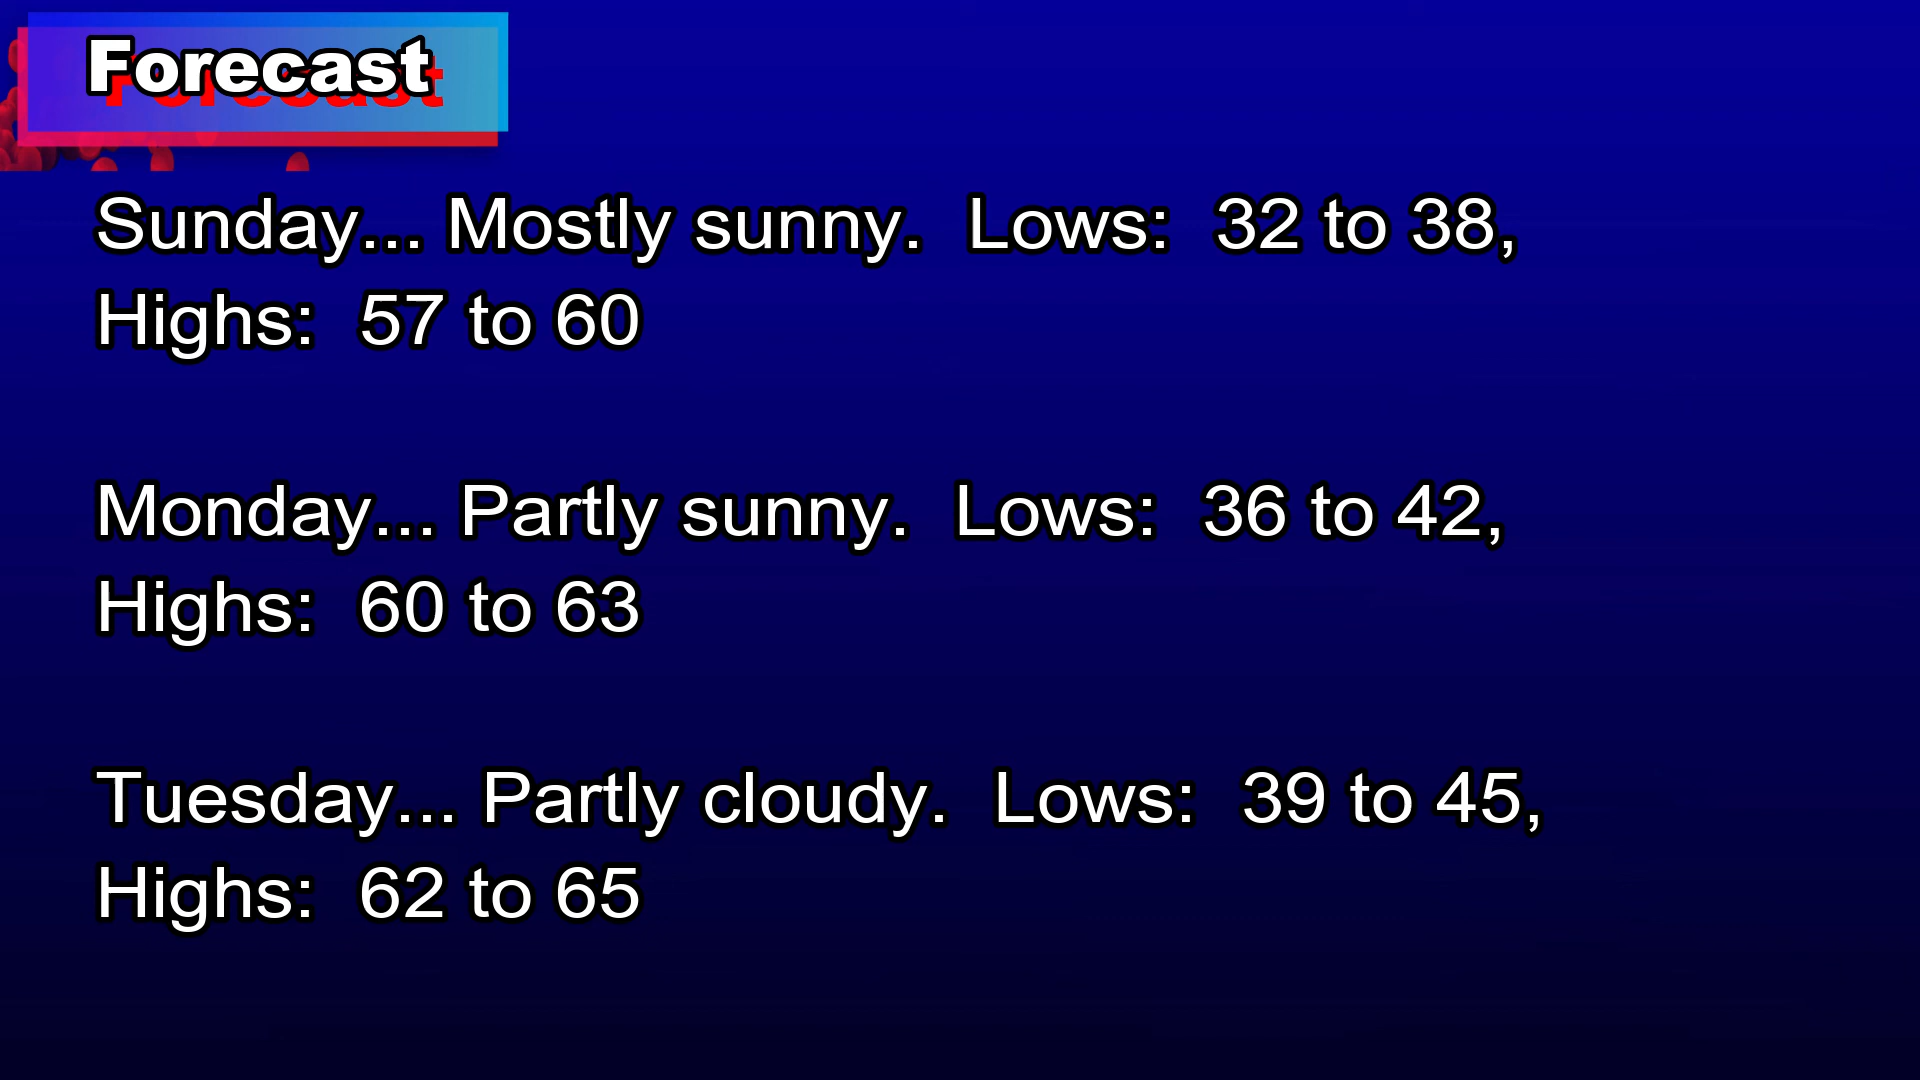 Forecast
Sunday... Mostly sunny.  Lows:  32 to 38,
Highs:  57 to 60
Monday... Partly sunny.  Lows:  36 to 42,
Highs:  60 to 63
Tuesday... Partly cloudy.  Lows:  39 to 45,
Highs:  62 to 65